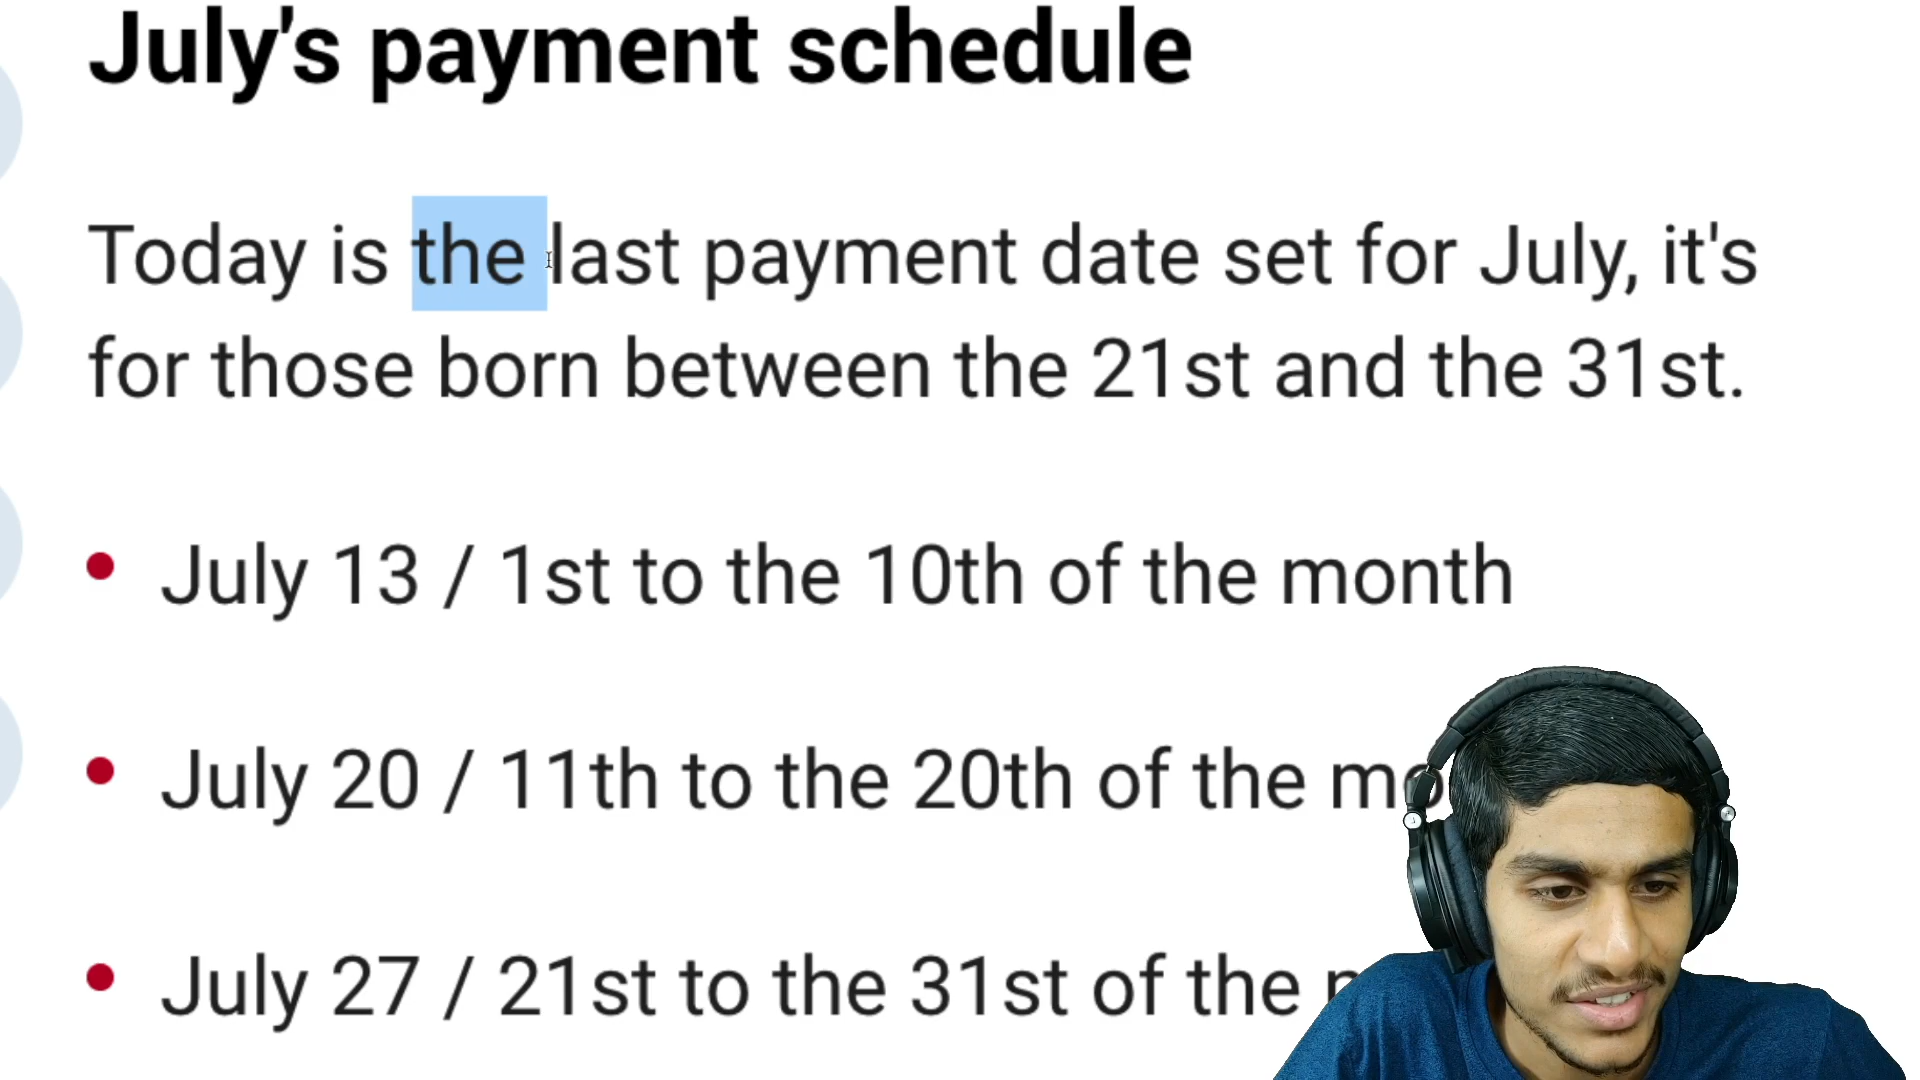 July's payment schedule
Today is the last payment date set for July, it's
for those born between the 21st and the 31st.
July 13 / 1st to the 10th of the month
July 20 / 11th to the 20th of the
July 27 / 21st to the 31st of the